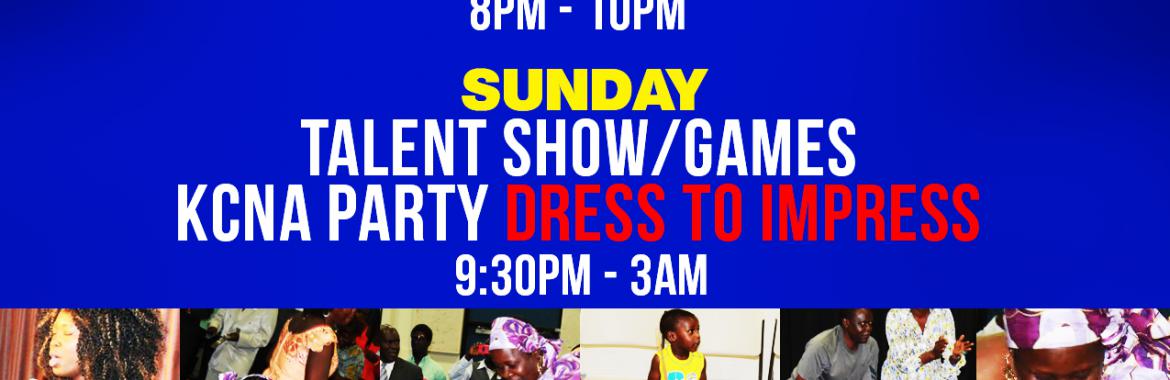 8PM - 10PM
SUNDAY
TALENT SHOW/GAMES
KCNA PARTY DRESS TO IMPRESS
9:30PM - 3AM